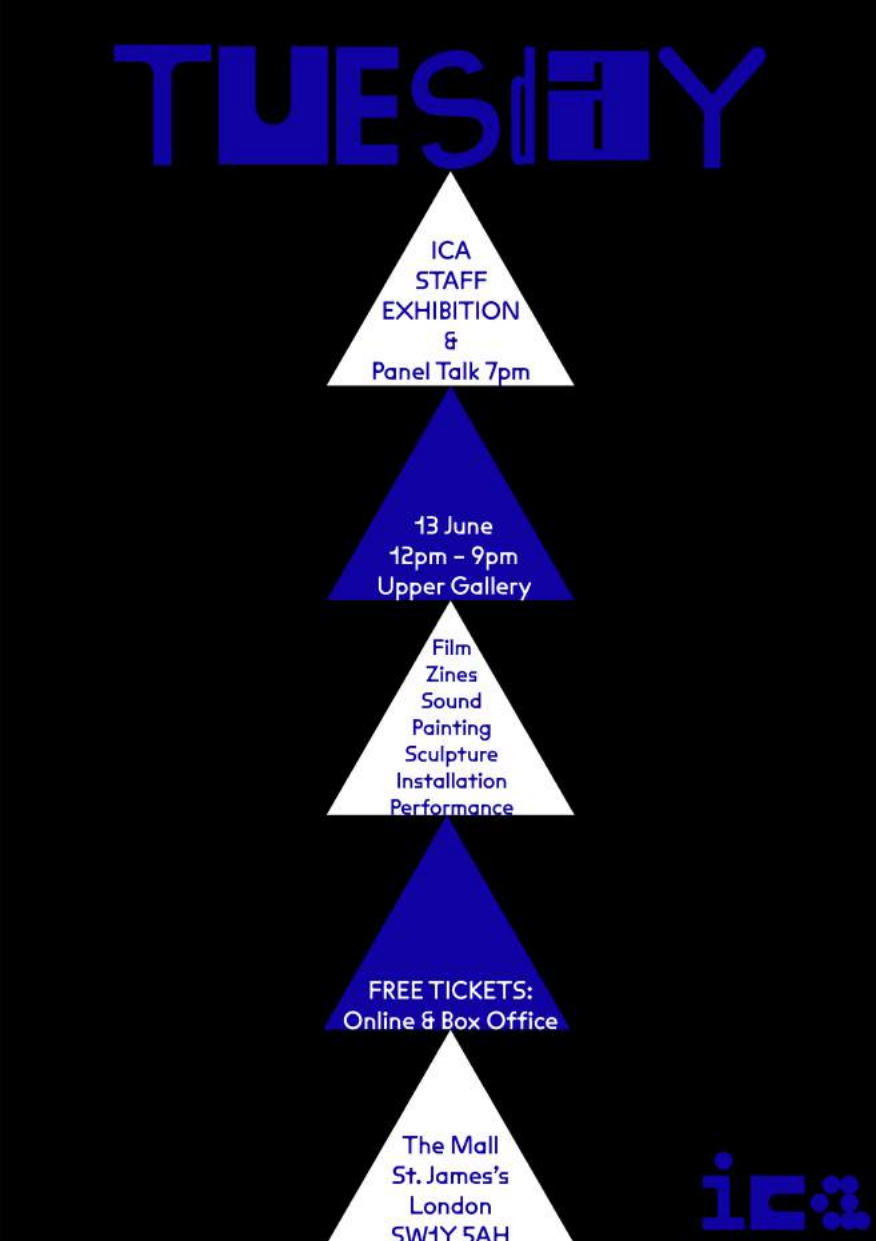 TUESdAY
ICA
STAFF
EXHIBITION
&
Panel Talk 7pm
13 June
12pm – 9pm
Upper Gallery
Film
Zines
Sound
Painting
Sculpture
Installation
Performance
FREE TICKETS:
Online & Box Office
The Mall
St. James's
London
SW1Y 5AH
ica